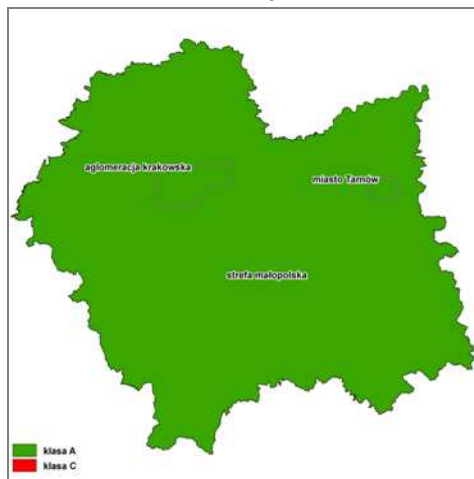 aglomeracja krakowska
miasto Tarnów
strefa małopolska
klasa A
klasa C